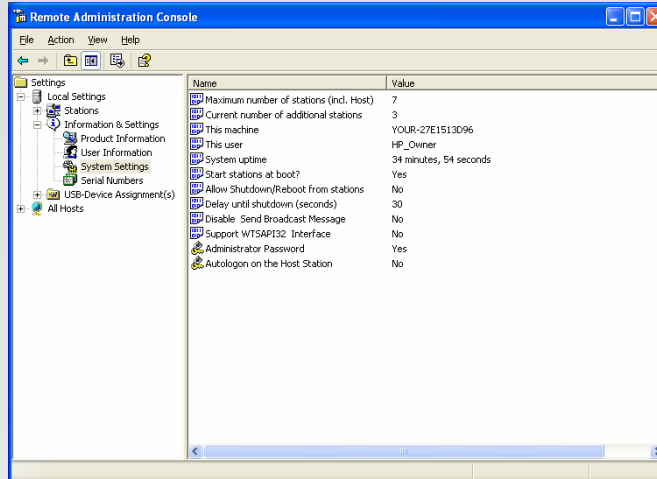 Remote Administration Console
File Action View Help
Settings
Local Settings
Stations
Information & Settings
Product Information
User Information
System Settings
Serial Numbers
USB-Device Assignment(s)
All Hosts
Name Value
Maximum number of stations (incl. Host) 7
Current number of additional stations 3
This machine YOUR-27E1513D96
This user HP_Owner
System uptime 34 minutes, 54 seconds
Start stations at boot? Yes
Allow Shutdown/Reboot from stations No
Delay until shutdown (seconds) 30
Disable Send Broadcast Message No
Support WTSAPI32 Interface No
Administrator Password Yes
Autologon on the Host Station No